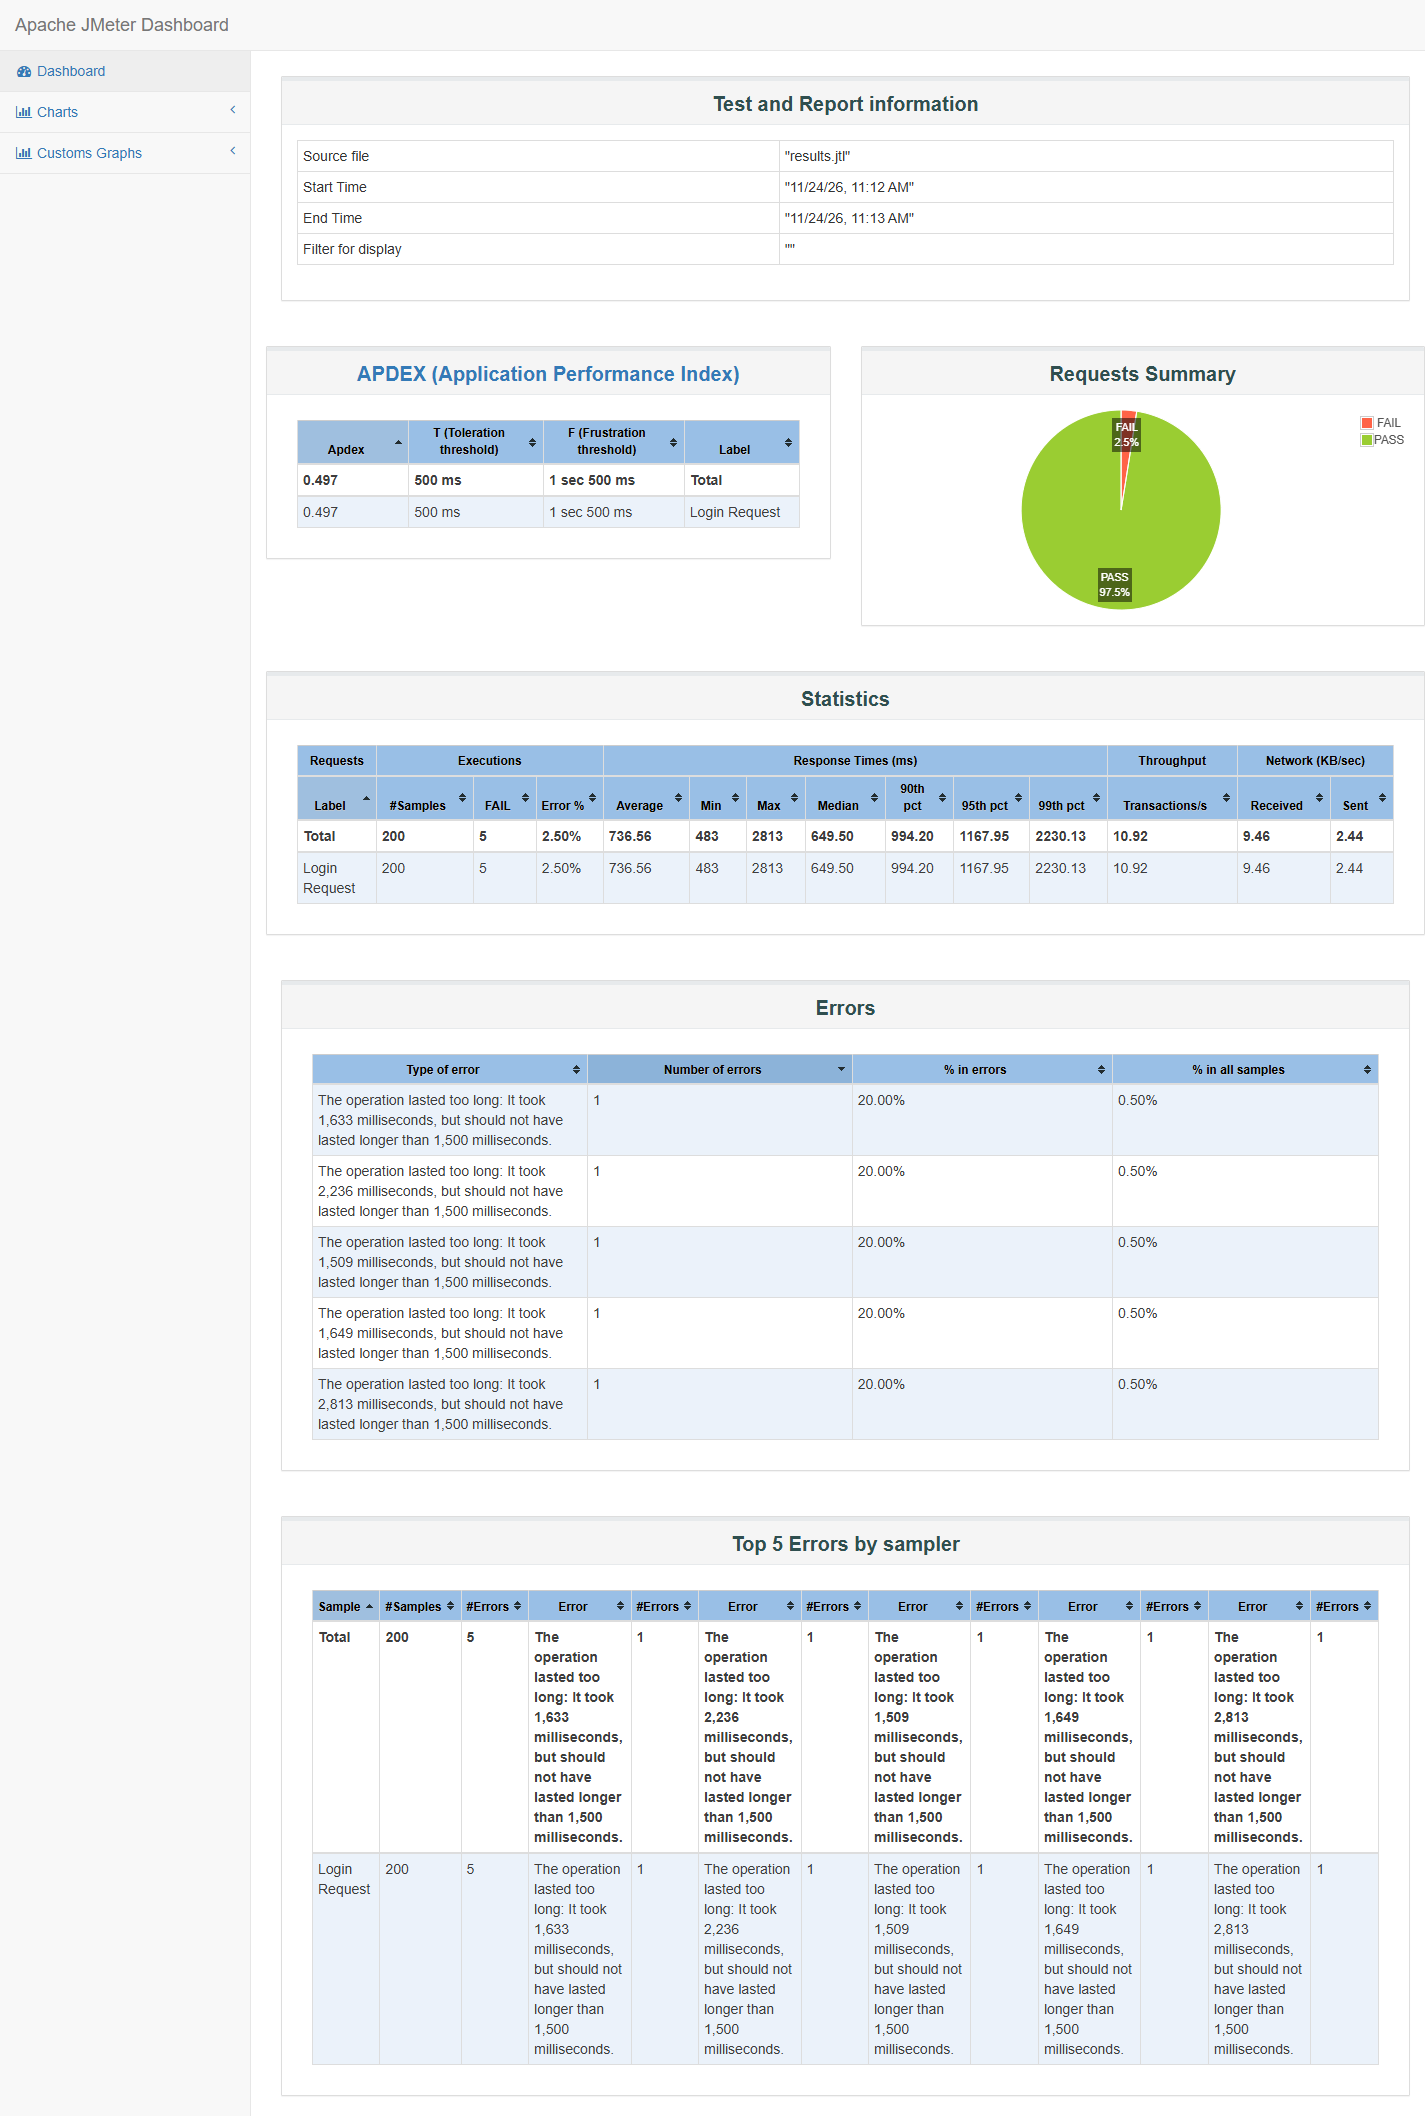 Apache JMeter Dashboard
Dashboard
Charts
Customs Graphs
Test and Report information
Source file "results.jtl"
Start Time "11/24/26, 11:12 AM"
End Time "11/24/26, 11:13 AM"
Filter for display ""
APDEX (Application Performance Index)
Apdex T (Toleration threshold) F (Frustration threshold) Label
0.497 500 ms 1 sec 500 ms Total
0.497 500 ms 1 sec 500 ms Login Request
Requests Summary
FAIL
2.5%
PASS
97.5%
FAIL
PASS
Statistics
Requests Executions Response Times (ms) Throughput Network (KB/sec)
Label #Samples FAIL Error % Average Min Max Median 90th pct 95th pct 99th pct Transactions/s Received Sent
Total 200 5 2.50% 736.56 483 2813 649.50 994.20 1167.95 2230.13 10.92 9.46 2.44
Login Request 200 5 2.50% 736.56 483 2813 649.50 994.20 1167.95 2230.13 10.92 9.46 2.44
Errors
Type of error Number of errors % in errors % in all samples
The operation lasted too long: It took 1,633 milliseconds, but should not have lasted longer than 1,500 milliseconds. 1 20.00% 0.50%
The operation lasted too long: It took 2,236 milliseconds, but should not have lasted longer than 1,500 milliseconds. 1 20.00% 0.50%
The operation lasted too long: It took 1,509 milliseconds, but should not have lasted longer than 1,500 milliseconds. 1 20.00% 0.50%
The operation lasted too long: It took 1,649 milliseconds, but should not have lasted longer than 1,500 milliseconds. 1 20.00% 0.50%
The operation lasted too long: It took 2,813 milliseconds, but should not have lasted longer than 1,500 milliseconds. 1 20.00% 0.50%
Top 5 Errors by sampler
Sample #Samples #Errors Error #Errors Error #Errors Error #Errors Error #Errors Error #Errors
Total 200 5 The operation lasted too long: It took 1,633 milliseconds, but should not have lasted longer than 1,500 milliseconds. 1 The operation lasted too long: It took 2,236 milliseconds, but should not have lasted longer than 1,500 milliseconds. 1 The operation lasted too long: It took 1,509 milliseconds, but should not have lasted longer than 1,500 milliseconds. 1 The operation lasted too long: It took 1,649 milliseconds, but should not have lasted longer than 1,500 milliseconds. 1 The operation lasted too long: It took 2,813 milliseconds, but should not have lasted longer than 1,500 milliseconds. 1
Login Request 200 5 The operation lasted too long: It took 1,633 milliseconds, but should not have lasted longer than 1,500 milliseconds. 1 The operation lasted too long: It took 2,236 milliseconds, but should not have lasted longer than 1,500 milliseconds. 1 The operation lasted too long: It took 1,509 milliseconds, but should not have lasted longer than 1,500 milliseconds. 1 The operation lasted too long: It took 1,649 milliseconds, but should not have lasted longer than 1,500 milliseconds. 1 The operation lasted too long: It took 2,813 milliseconds, but should not have lasted longer than 1,500 milliseconds. 1